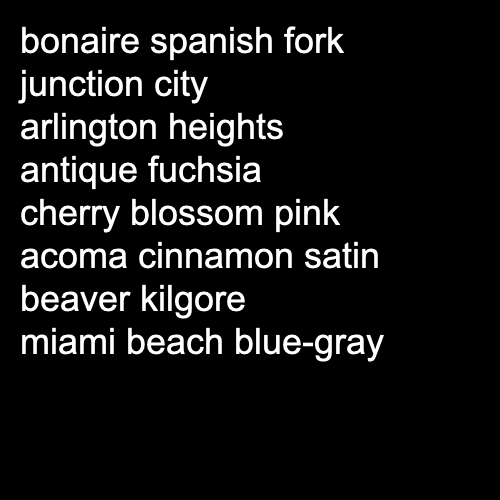 bonaire spanish fork
junction city
arlington heights
antique fuchsia
cherry blossom pink
acoma cinnamon satin
beaver kilgore
miami beach blue-gray